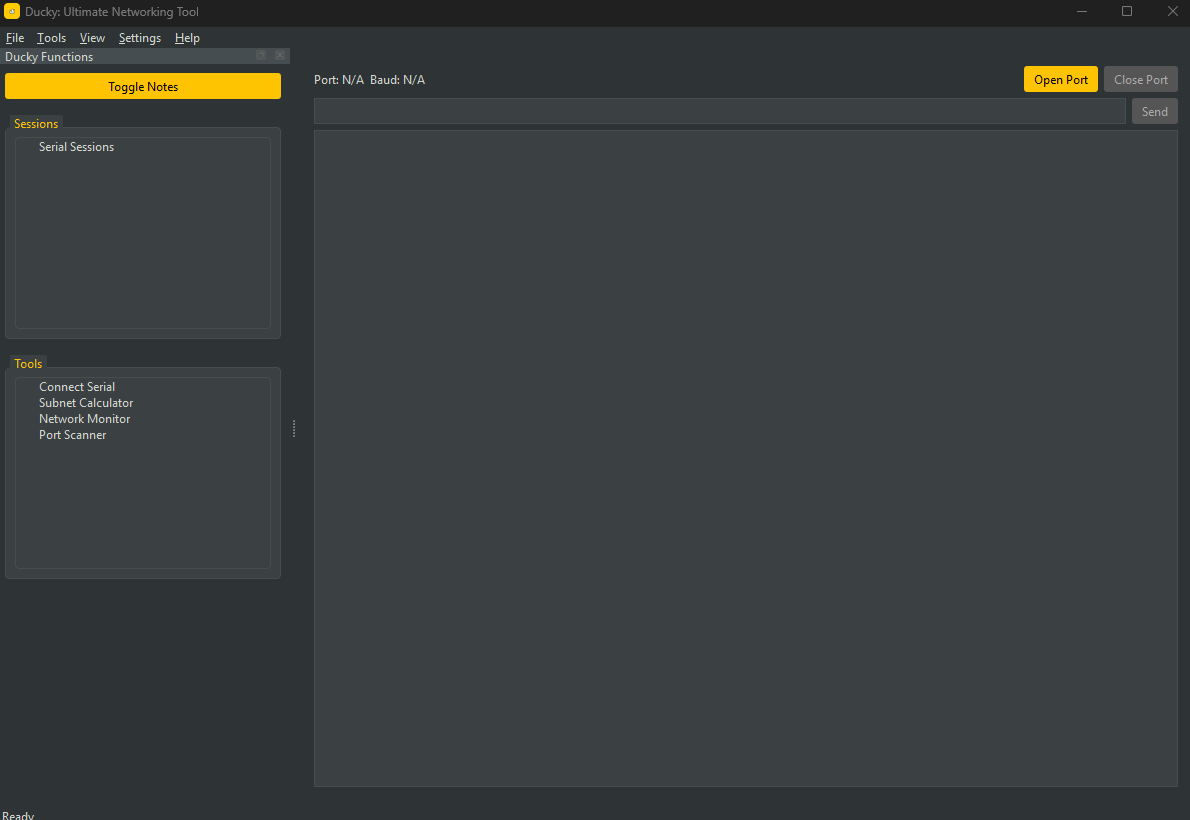 Ducky: Ultimate Networking Tool
File Tools View Settings Help
Ducky Functions
Toggle Notes
Port: N/A Baud: N/A
Open Port
Close Port
Send
Sessions
Serial Sessions
Tools
Connect Serial
Subnet Calculator
Network Monitor
Port Scanner
Ready